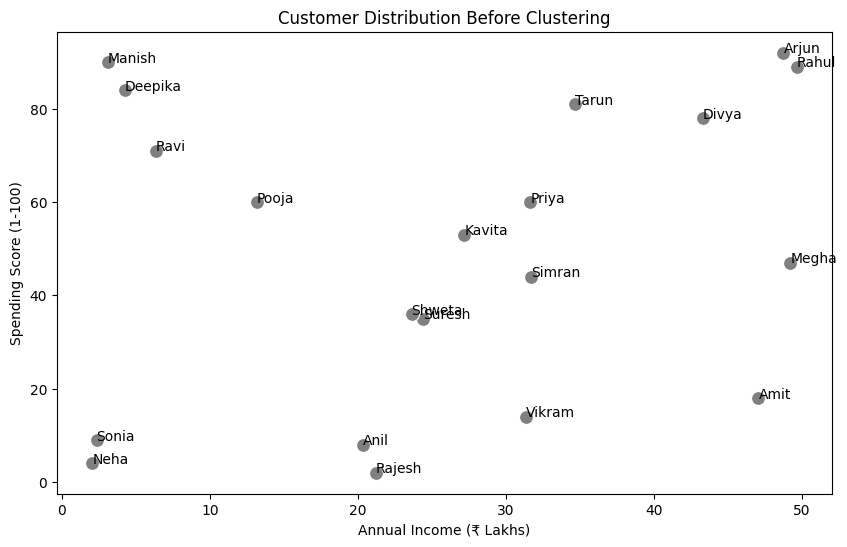 Customer Distribution Before Clustering
Arjun
Manish
Rahul
Deepika
Tarun
Divya
80
Ravi
Pooja
Priya
60
Kavita
Megha
Simran
40
Shweta
Suresh
20
Amit
Vikram
Sonia
Anil
Neha
Rajesh
0
Spending Score (1-100)
0 10 20 30 40 50
Annual Income (₹ Lakhs)